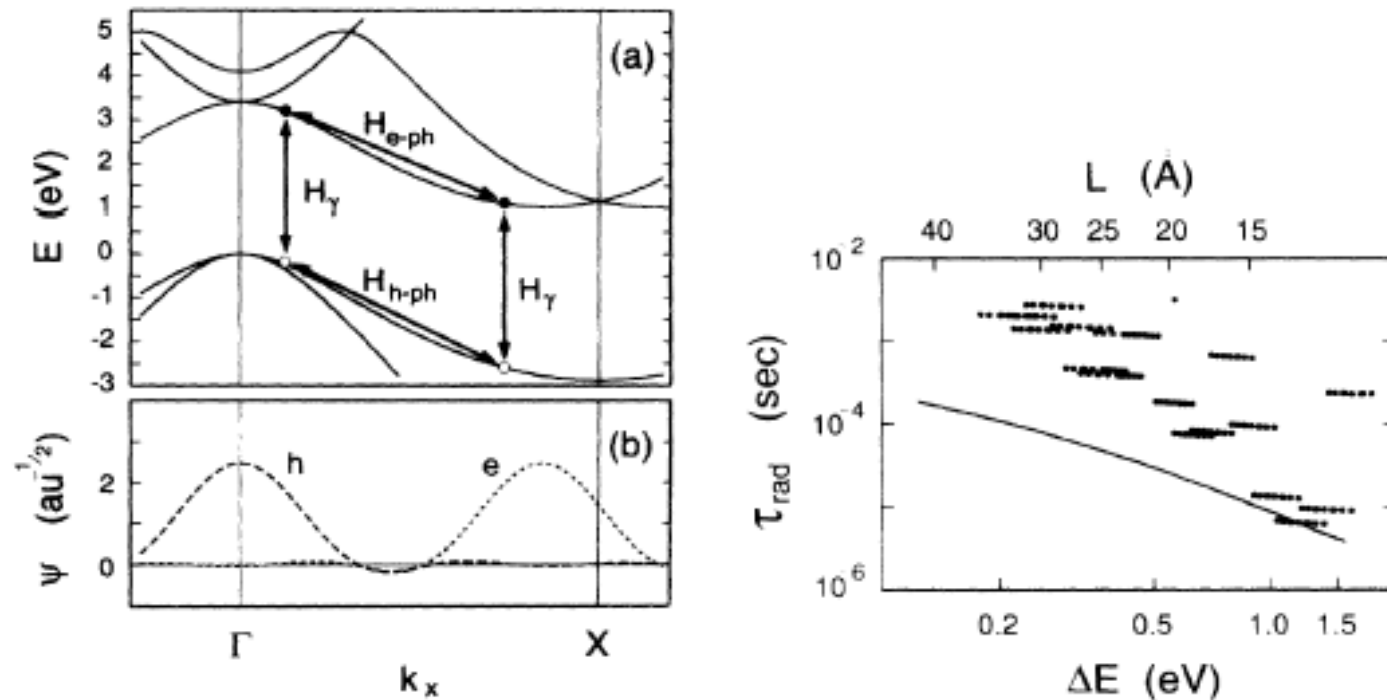 5
4
3
2
1
0
-1
-2
-3
E (eV)
(a)
H_e-ph
H_γ
H_h-ph
H_γ
(b)
h
e
2
0
ψ (au^-1/2)
Γ
X
k_x
L (Å)
40
30
25
20
15
10^-2
10^-4
10^-6
τ_rad (sec)
0.2
0.5
1.0
1.5
ΔE (eV)